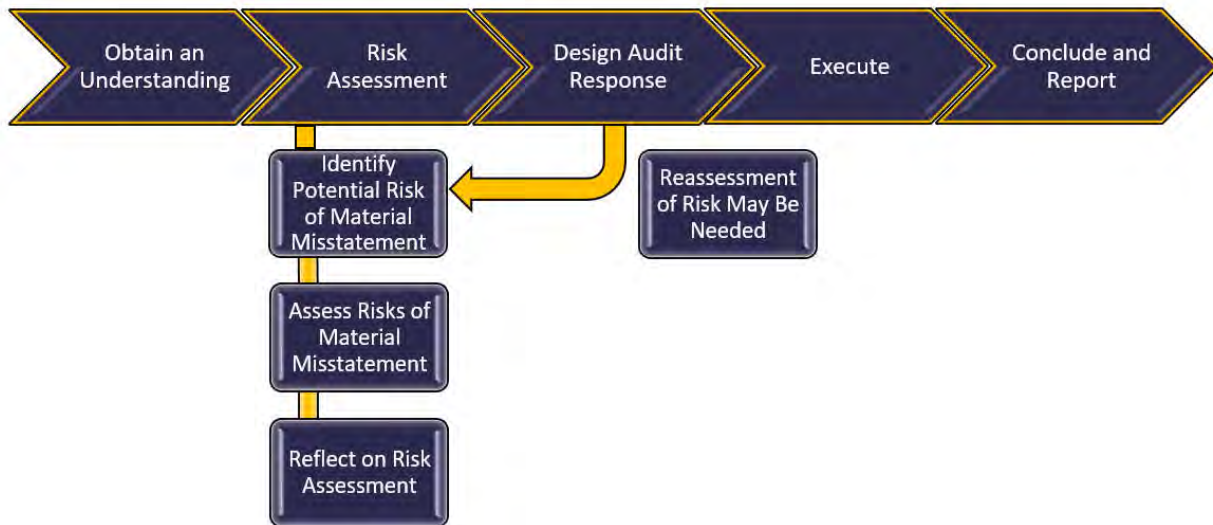 Obtain an
Understanding
Risk
Assessment
Design Audit
Response
Execute
Conclude and
Report
Identify
Potential Risk
of Material
Misstatement
Reassessment
of Risk May Be
Needed
Assess Risks of
Material
Misstatement
Reflect on Risk
Assessment